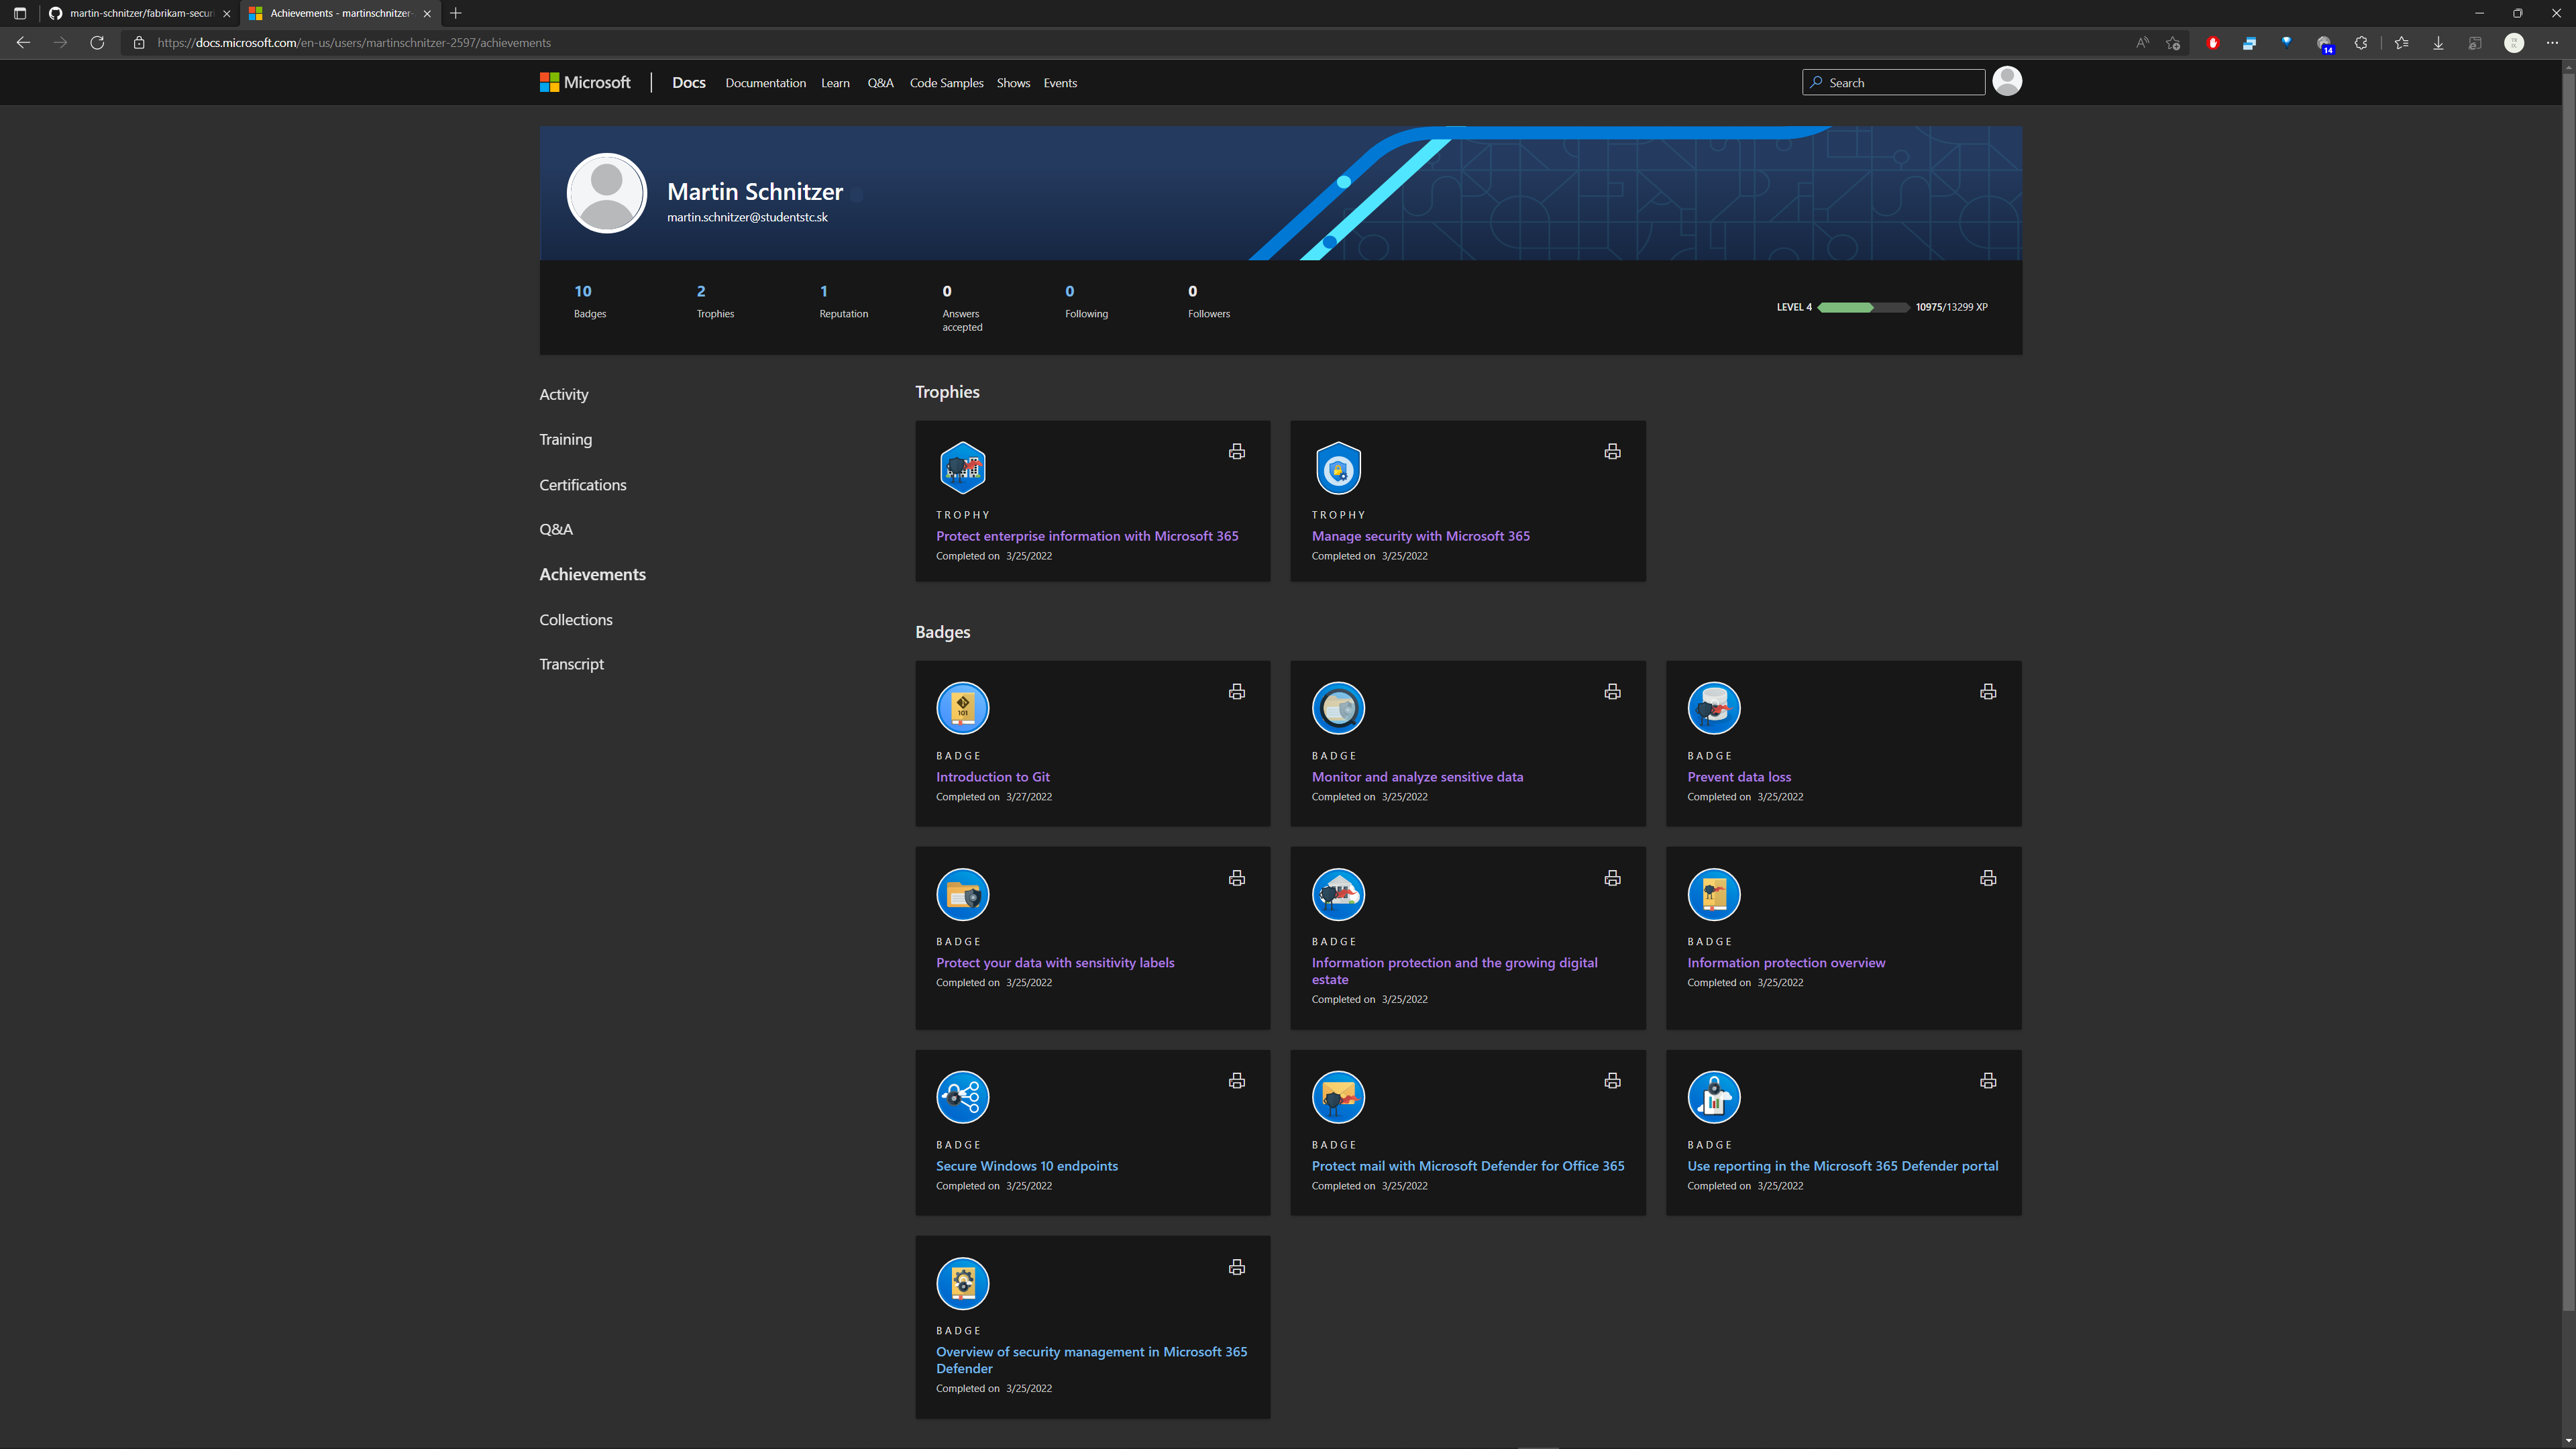 martin-schnitzer/fabrikam-securi
Achievements - martinschnitzer-
https://docs.microsoft.com/en-us/users/martinschnitzer-2597/achievements
14
Microsoft
Docs
Documentation
Learn
Q&A
Code Samples
Shows
Events
Search
Martin Schnitzer
martin.schnitzer@studentstc.sk
10
Badges
2
Trophies
1
Reputation
0
Answers
accepted
0
Following
0
Followers
LEVEL 4
10975/13299 XP
Activity
Training
Certifications
Q&A
Achievements
Collections
Transcript
Trophies
TROPHY
Protect enterprise information with Microsoft 365
Completed on 3/25/2022
TROPHY
Manage security with Microsoft 365
Completed on 3/25/2022
Badges
101
BADGE
Introduction to Git
Completed on 3/27/2022
BADGE
Monitor and analyze sensitive data
Completed on 3/25/2022
BADGE
Prevent data loss
Completed on 3/25/2022
BADGE
Protect your data with sensitivity labels
Completed on 3/25/2022
BADGE
Information protection and the growing digital
estate
Completed on 3/25/2022
BADGE
Information protection overview
Completed on 3/25/2022
BADGE
Secure Windows 10 endpoints
Completed on 3/25/2022
BADGE
Protect mail with Microsoft Defender for Office 365
Completed on 3/25/2022
BADGE
Use reporting in the Microsoft 365 Defender portal
Completed on 3/25/2022
BADGE
Overview of security management in Microsoft 365
Defender
Completed on 3/25/2022